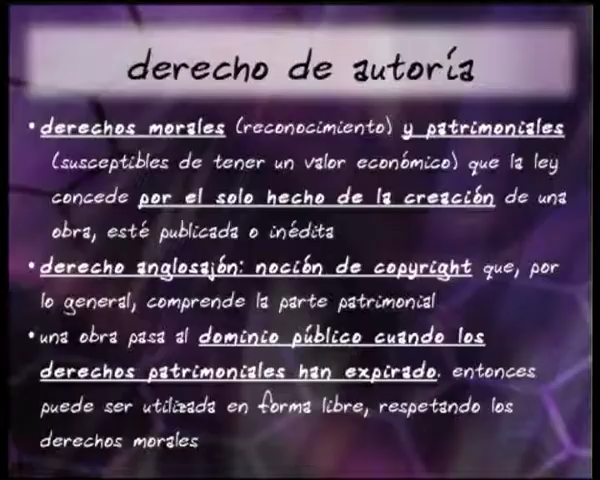 derecho de autoría
• derechos morales (reconocimiento) y patrimoniales
(susceptibles de tener un valor económico) que la ley
concede por el solo hecho de la creación de una
obra, esté publicada o inédita
• derecho anglosajón: noción de copyright que, por
lo general, comprende la parte patrimonial
• una obra pasa al dominio público cuando los
derechos patrimoniales han expirado. entonces
puede ser utilizada en forma libre, respetando los
derechos morales